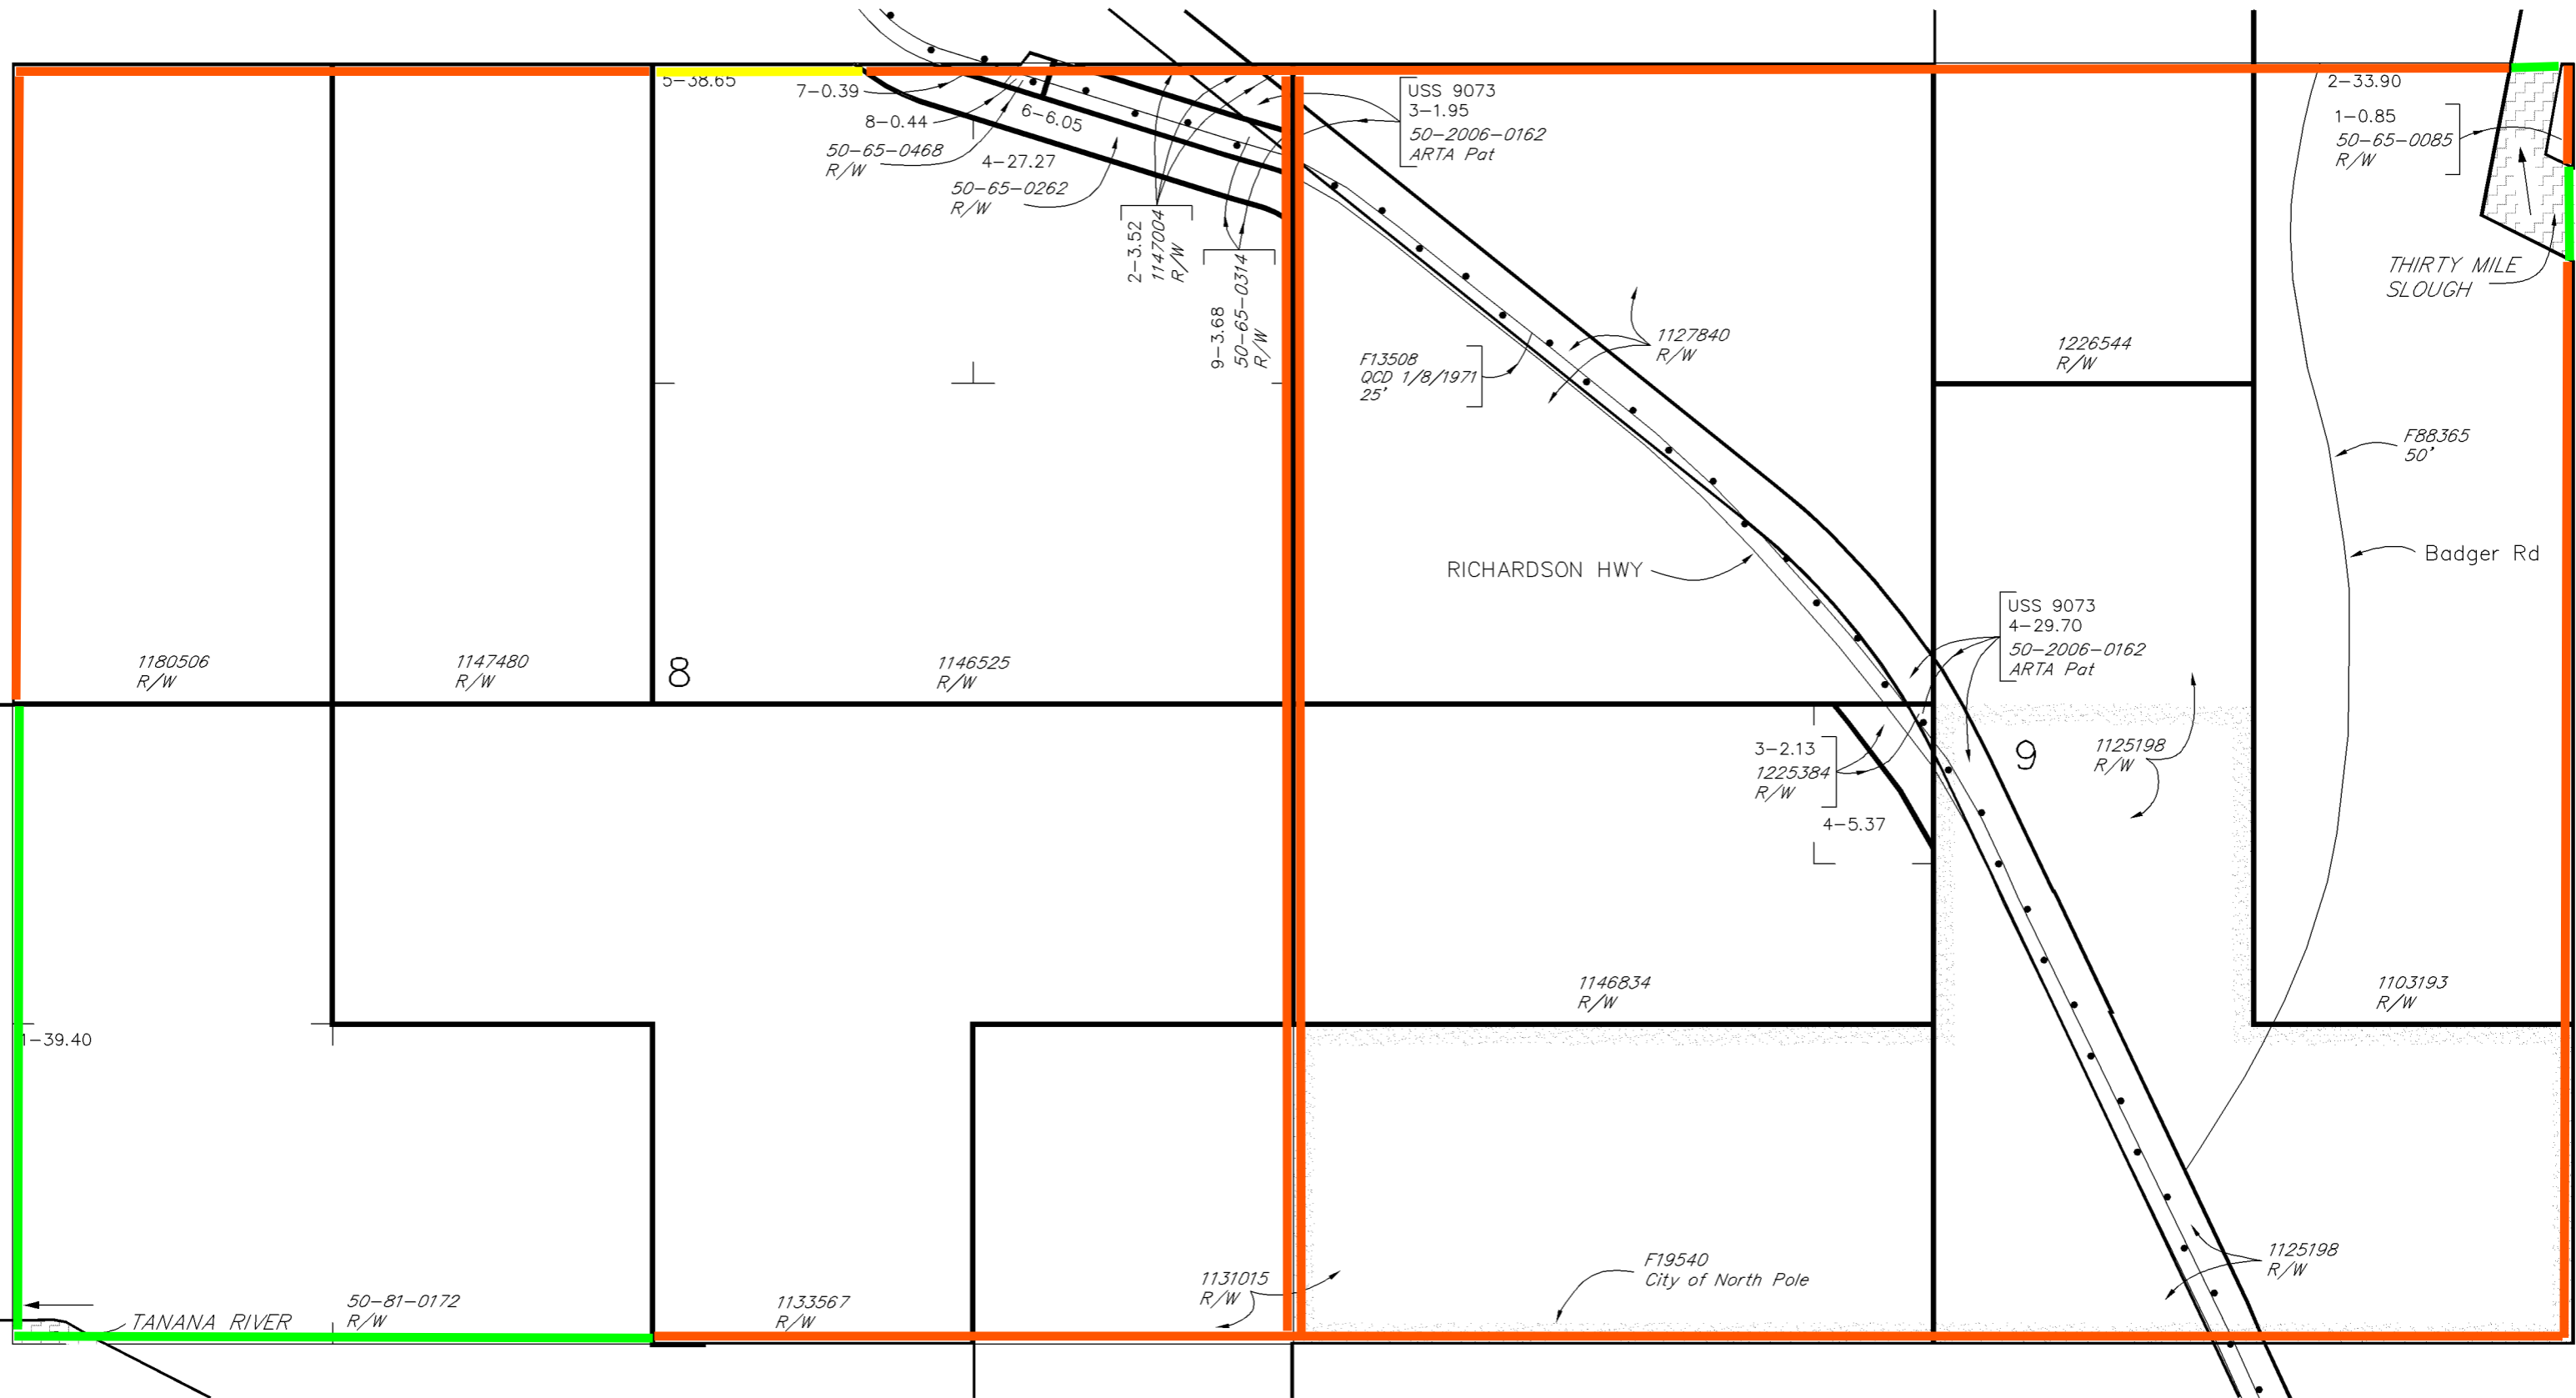 5-38.65
7-0.39
8-0.44
50-65-0468
R/W
6-6.05
4-27.27
50-65-0262
R/W
2-3.52
1147004
R/W
9-3.68
50-65-0314
R/W
USS 9073
3-1.95
50-2006-0162
ARTA Pat
2-33.90
1-0.85
50-65-0085
R/W
THIRTY MILE
SLOUGH
1127840
R/W
F13508
QCD 1/8/1971
25'
1226544
R/W
F88365
50'
Badger Rd
RICHARDSON HWY
USS 9073
4-29.70
50-2006-0162
ARTA Pat
1180506
R/W
1147480
R/W
8
1146525
R/W
3-2.13
1225384
R/W
4-5.37
9
1125198
R/W
1146834
R/W
1103193
R/W
1-39.40
TANANA RIVER
50-81-0172
R/W
1133567
R/W
1131015
R/W
F19540
City of North Pole
1125198
R/W